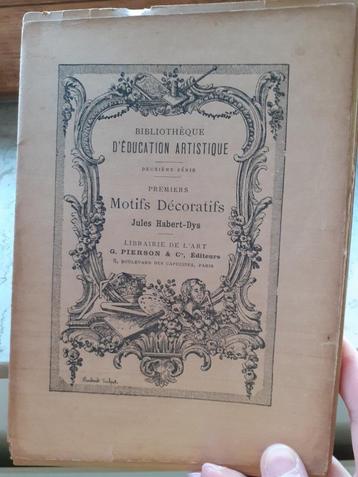 BIBLIOTHÈQUE
D'ÉDUCATION ARTISTIQUE
DEUXIÈME SÉRIE
PREMIERS
Motifs Décoratifs
Jules Habert-Dys
LIBRAIRIE DE L'ART
G. PIERSON & Cie, Éditeurs
BOULEVARD DES CAPUCINES, PARIS